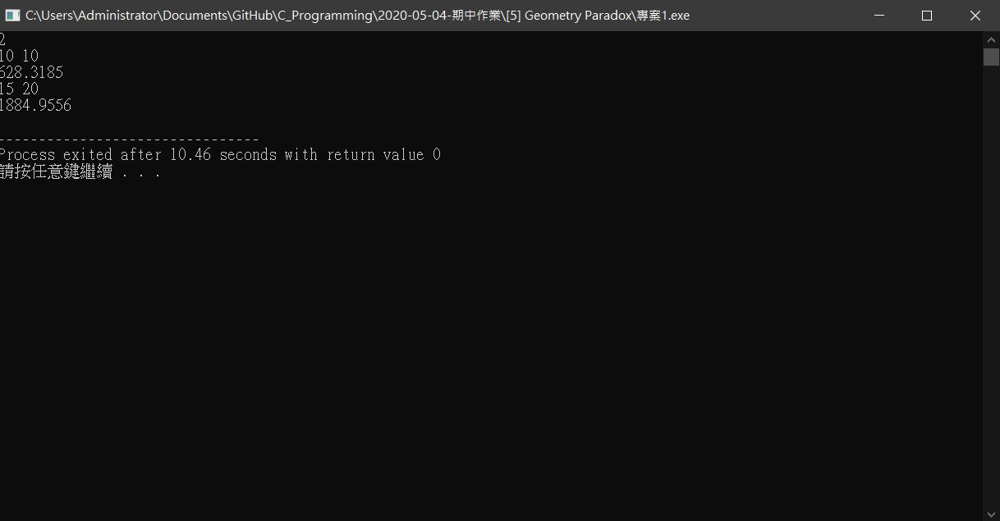 C:\Users\Administrator\Documents\GitHub\C_Programming\2020-05-04-期中作業\[5] Geometry Paradox\專案1.exe
2
10 10
628.3185
15 20
1884.9556
--------------------------------
Process exited after 10.46 seconds with return value 0
請按任意鍵繼續 . . .